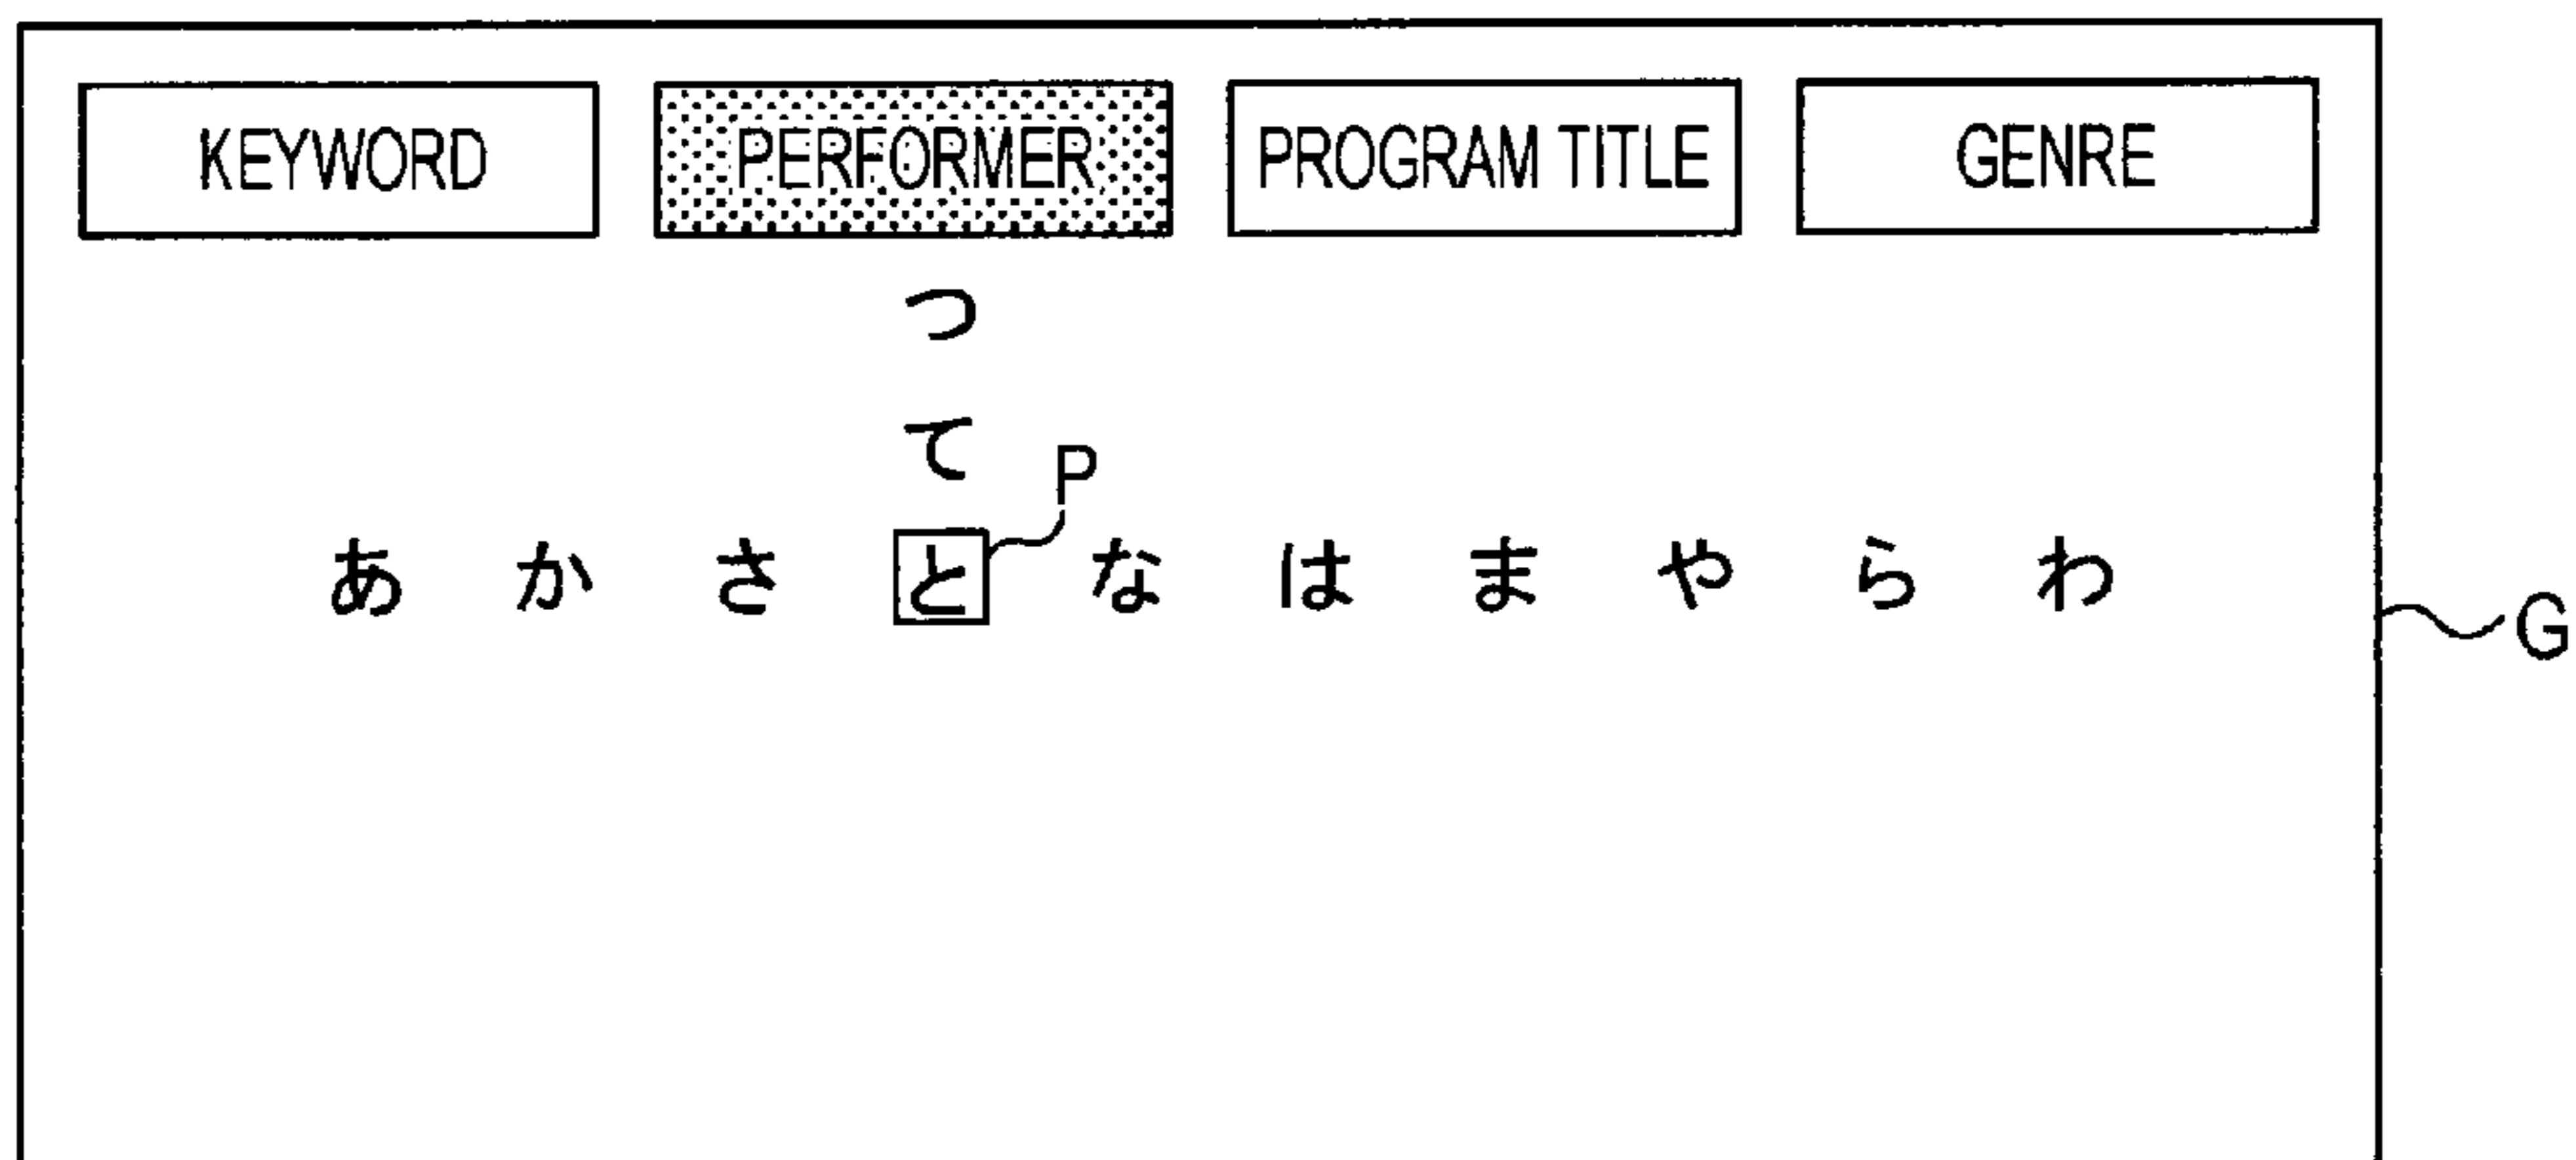 KEYWORD PERFORMER PROGRAM TITLE GENRE
つ
て
P
あ か さ と な は ま や ら わ
G